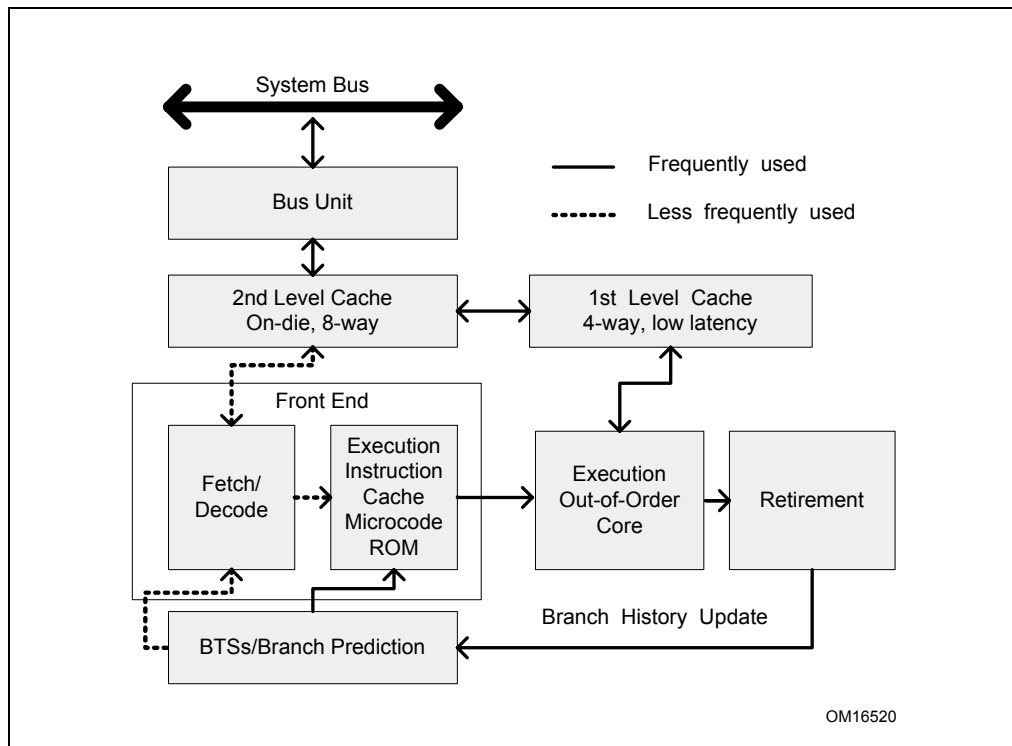 System Bus
Frequently used
Bus Unit
Less frequently used
2nd Level Cache
On-die, 8-way
1st Level Cache
4-way, low latency
Front End
Fetch/
Decode
Execution
Instruction
Cache
Microcode
ROM
Execution
Out-of-Order
Core
Retirement
Branch History Update
BTSs/Branch Prediction
OM16520